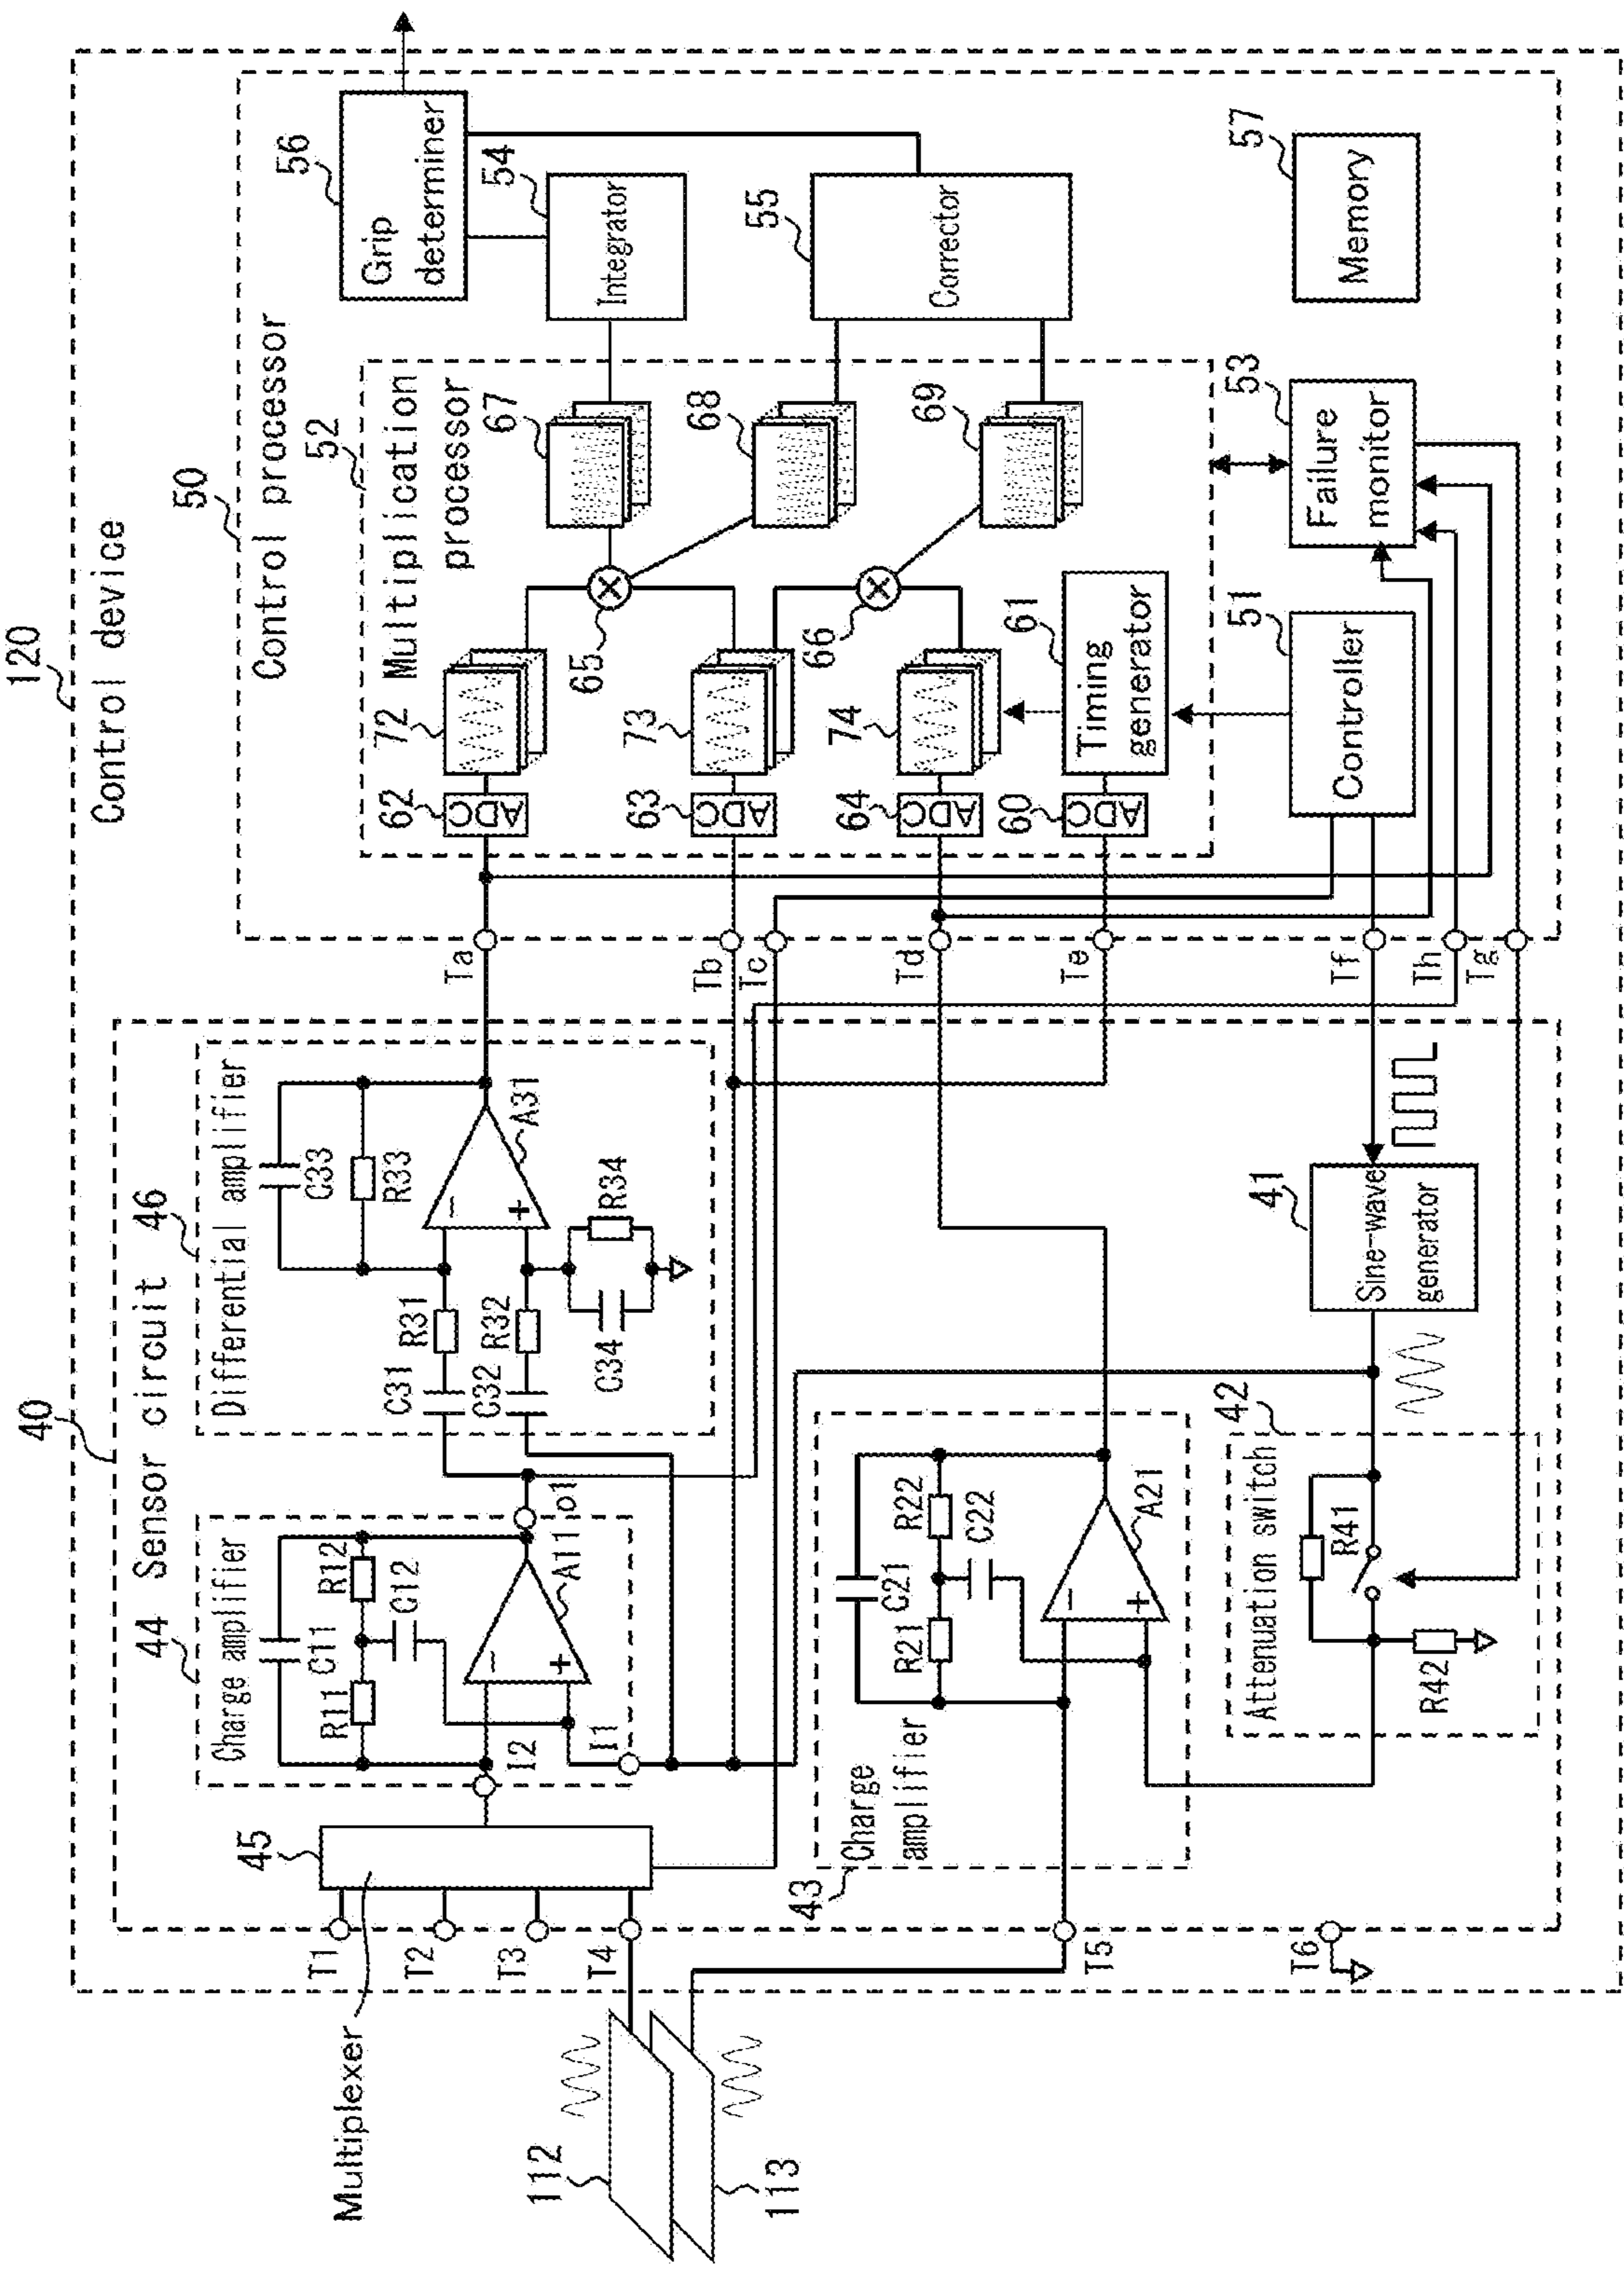 120
Control device
40
Sensor circuit
44
Charge amplifier
C11
R11
R12
C12
A11
I2
I1
o1
46
Differential amplifier
C33
R33
C31
R31
C32
R32
C34
R34
A31
45
Multiplexer
T1
T2
T3
T4
T5
T6
112
113
43
Charge
amplifier
C21
R21
R22
C22
A21
42
Attenuation switch
R41
R42
41
Sine-wave
generator
Ta
Tb
Tc
Td
Te
Tf
Th
Tg
50
Control processor
52
Multiplication
processor
62
ADC
72
63
ADC
73
64
ADC
74
60
ADC
61
Timing
generator
65
66
67
68
69
51
Controller
53
Failure
monitor
54
Integrator
55
Corrector
56
Grip
determiner
57
Memory